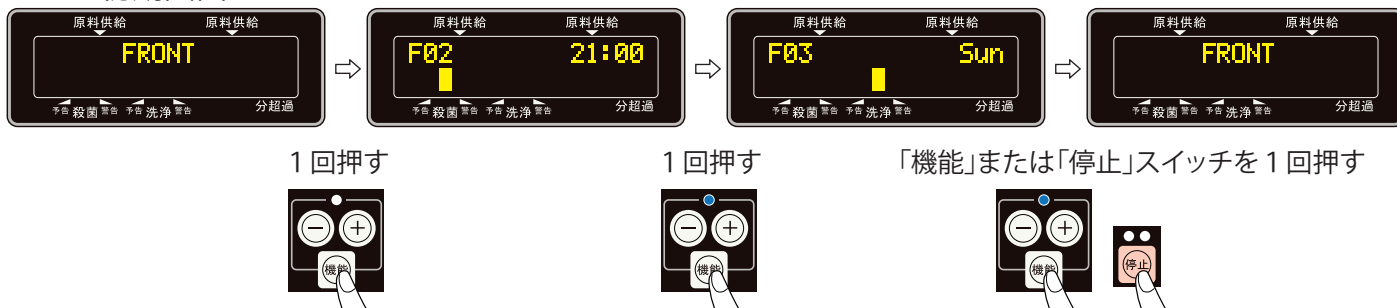 原料供給 原料供給
FRONT
予告 殺菌 警告 予告 洗浄 警告 分超過
原料供給 原料供給
F02 21:00
予告 殺菌 警告 予告 洗浄 警告 分超過
原料供給 原料供給
F03 Sun
予告 殺菌 警告 予告 洗浄 警告 分超過
原料供給 原料供給
FRONT
予告 殺菌 警告 予告 洗浄 警告 分超過
1回押す
機能
1回押す
機能
「機能」または「停止」スイッチを1回押す
機能
停止